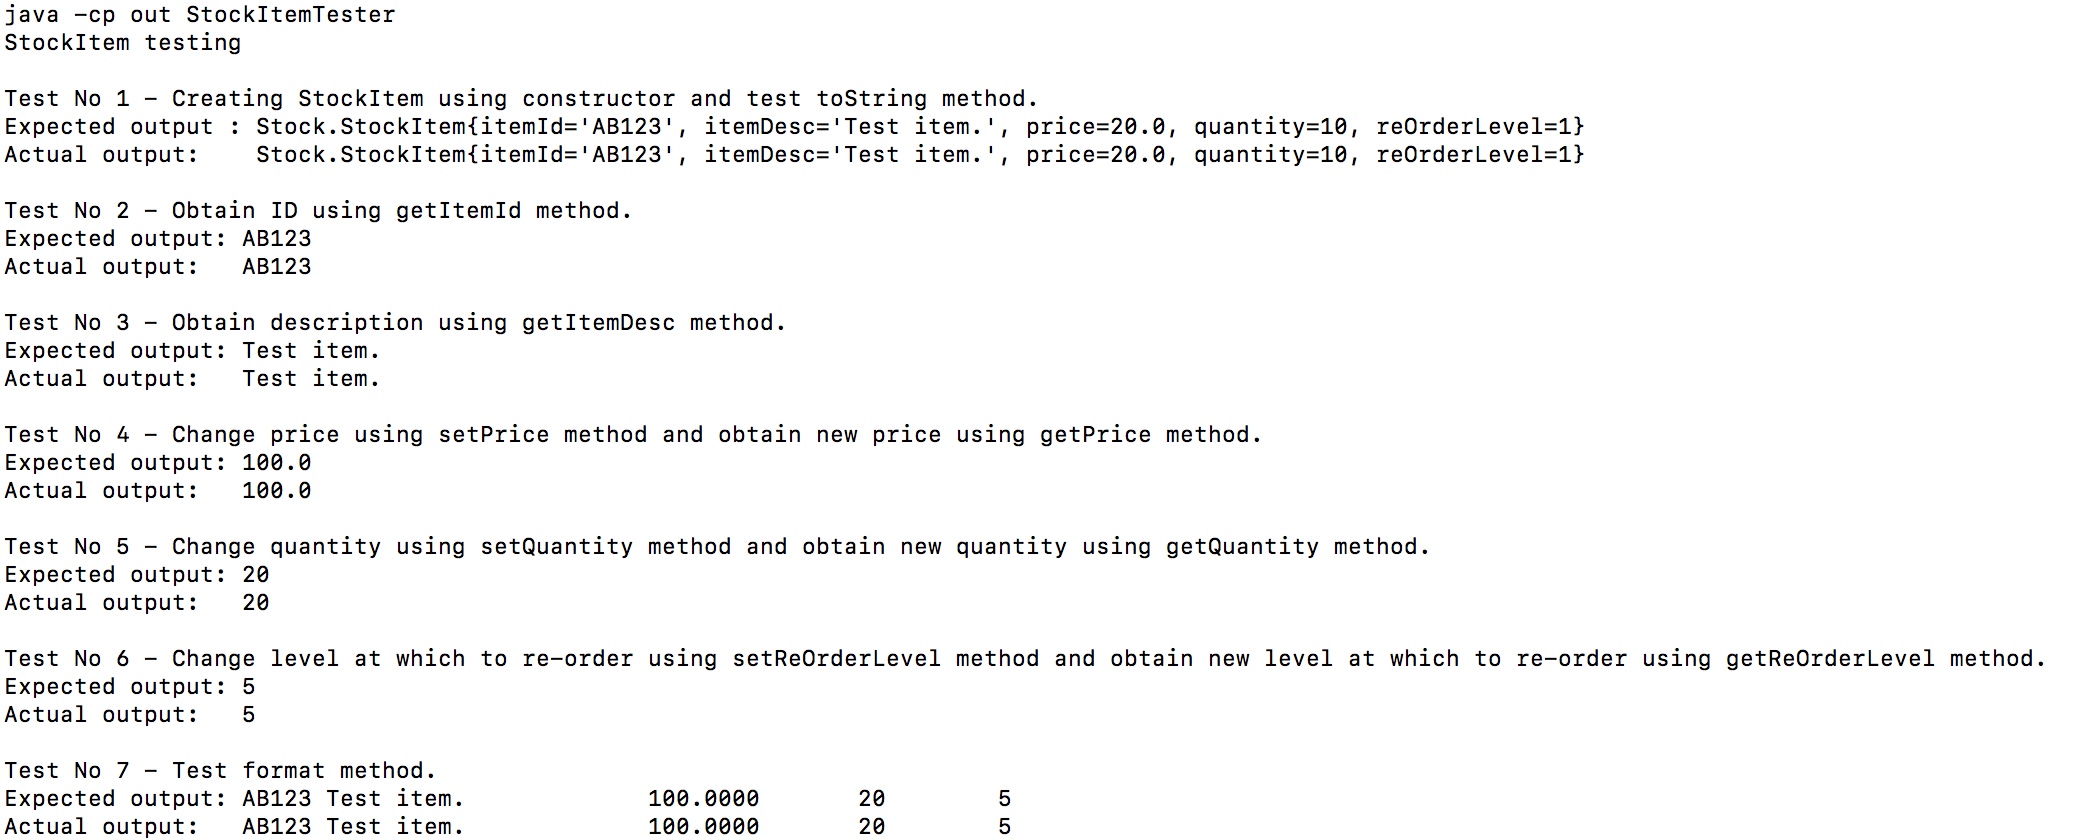 java -cp out StockItemTester
StockItem testing

Test No 1 - Creating StockItem using constructor and test toString method.
Expected output : Stock.StockItem{itemId='AB123', itemDesc='Test item.', price=20.0, quantity=10, reOrderLevel=1}
Actual output:    Stock.StockItem{itemId='AB123', itemDesc='Test item.', price=20.0, quantity=10, reOrderLevel=1}

Test No 2 - Obtain ID using getItemId method.
Expected output: AB123
Actual output:   AB123

Test No 3 - Obtain description using getItemDesc method.
Expected output: Test item.
Actual output:   Test item.

Test No 4 - Change price using setPrice method and obtain new price using getPrice method.
Expected output: 100.0
Actual output:   100.0

Test No 5 - Change quantity using setQuantity method and obtain new quantity using getQuantity method.
Expected output: 20
Actual output:   20

Test No 6 - Change level at which to re-order using setReOrderLevel method and obtain new level at which to re-order using getReOrderLevel method.
Expected output: 5
Actual output:   5

Test No 7 - Test format method.
Expected output: AB123 Test item.             100.0000       20        5
Actual output:   AB123 Test item.             100.0000       20        5